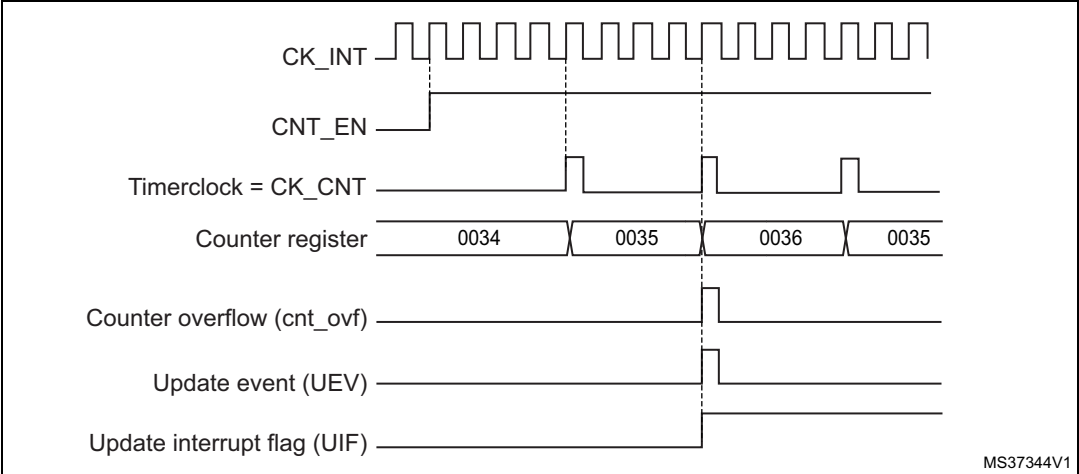 CK_INT
CNT_EN
Timerclock = CK_CNT
Counter register 0034 0035 0036 0035
Counter overflow (cnt_ovf)
Update event (UEV)
Update interrupt flag (UIF)
MS37344V1